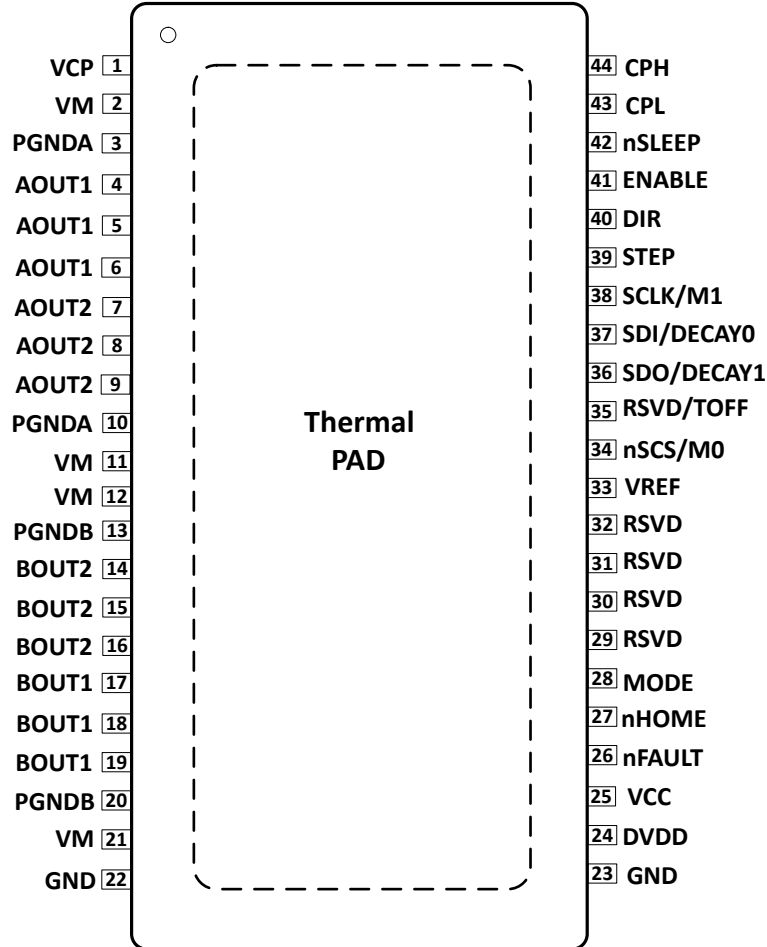 VCP 1
VM 2
PGNDA 3
AOUT1 4
AOUT1 5
AOUT1 6
AOUT2 7
AOUT2 8
AOUT2 9
PGNDA 10
VM 11
VM 12
PGNDB 13
BOUT2 14
BOUT2 15
BOUT2 16
BOUT1 17
BOUT1 18
BOUT1 19
PGNDB 20
VM 21
GND 22
Thermal
PAD
44 CPH
43 CPL
42 nSLEEP
41 ENABLE
40 DIR
39 STEP
38 SCLK/M1
37 SDI/DECAY0
36 SDO/DECAY1
35 RSVD/TOFF
34 nSCS/M0
33 VREF
32 RSVD
31 RSVD
30 RSVD
29 RSVD
28 MODE
27 nHOME
26 nFAULT
25 VCC
24 DVDD
23 GND